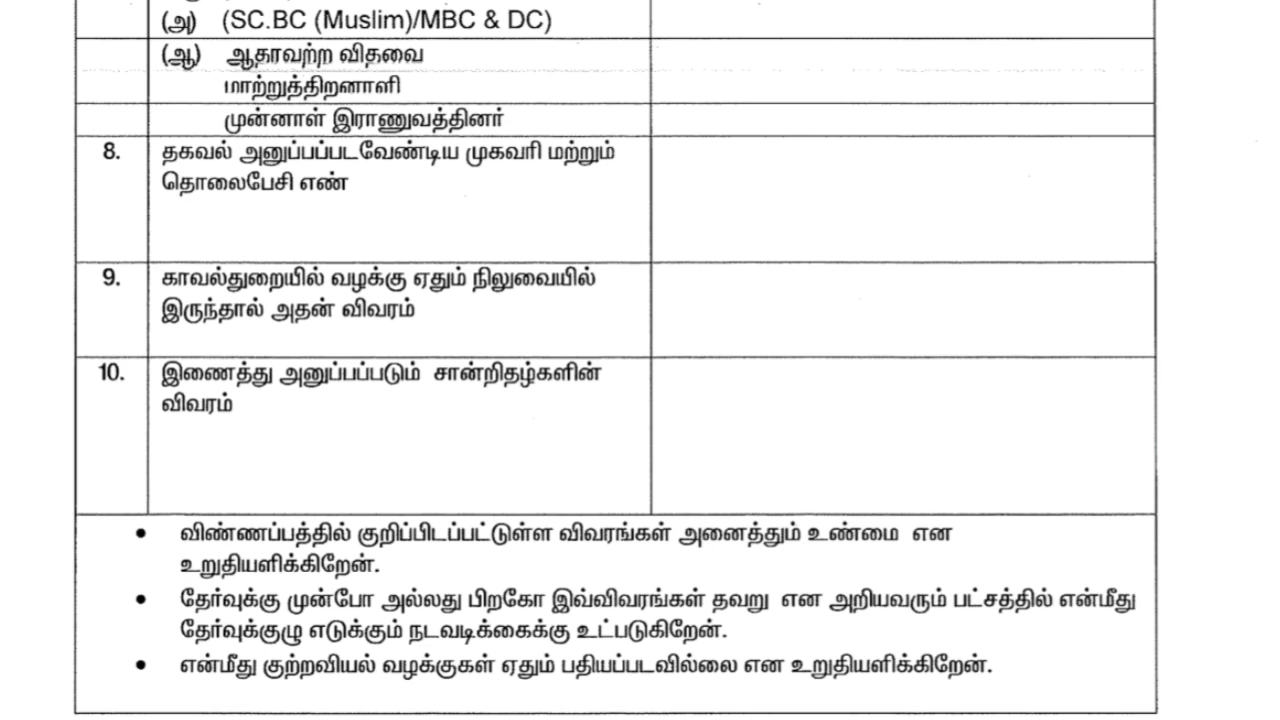 (அ) (SC.BC (Muslim)/MBC & DC)
(ஆ) ஆதரவற்ற விதவை
மாற்றுத்திறனாளி
முன்னாள் இராணுவத்தினர்
8. தகவல் அனுப்பப்படவேண்டிய முகவரி மற்றும்
தொலைபேசி எண்
9. காவல்துறையில் வழக்கு ஏதும் நிலுவையில்
இருந்தால் அதன் விவரம்
10. இணைத்து அனுப்பப்படும் சான்றிதழ்களின்
விவரம்
• விண்ணப்பத்தில் குறிப்பிடப்பட்டுள்ள விவரங்கள் அனைத்தும் உண்மை என
உறுதியளிக்கிறேன்.
• தேர்வுக்கு முன்போ அல்லது பிறகோ இவ்விவரங்கள் தவறு என அறியவரும் பட்சத்தில் என்மீது
தேர்வுக்குழு எடுக்கும் நடவடிக்கைக்கு உட்படுகிறேன்.
• என்மீது குற்றவியல் வழக்குகள் ஏதும் பதியப்படவில்லை என உறுதியளிக்கிறேன்.